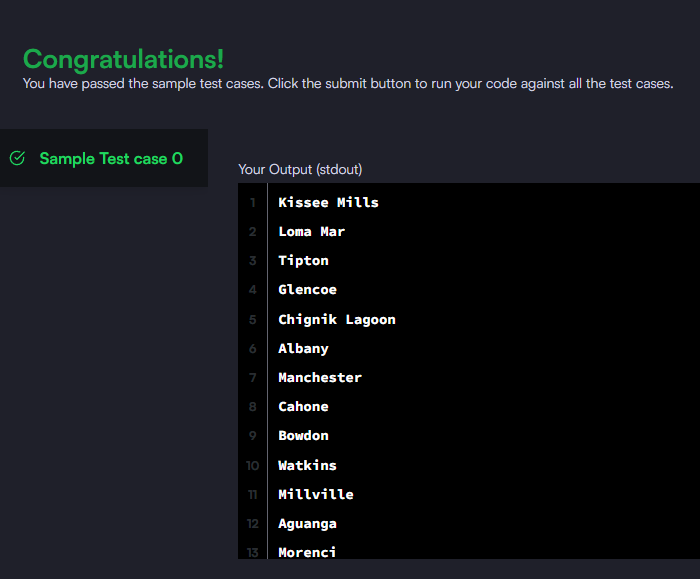 Congratulations!
You have passed the sample test cases. Click the submit button to run your code against all the test cases.
Sample Test case 0
Your Output (stdout)
1 Kissee Mills
2 Loma Mar
3 Tipton
4 Glencoe
5 Chignik Lagoon
6 Albany
7 Manchester
8 Cahone
9 Bowdon
10 Watkins
11 Millville
12 Aguanga
13 Morenci